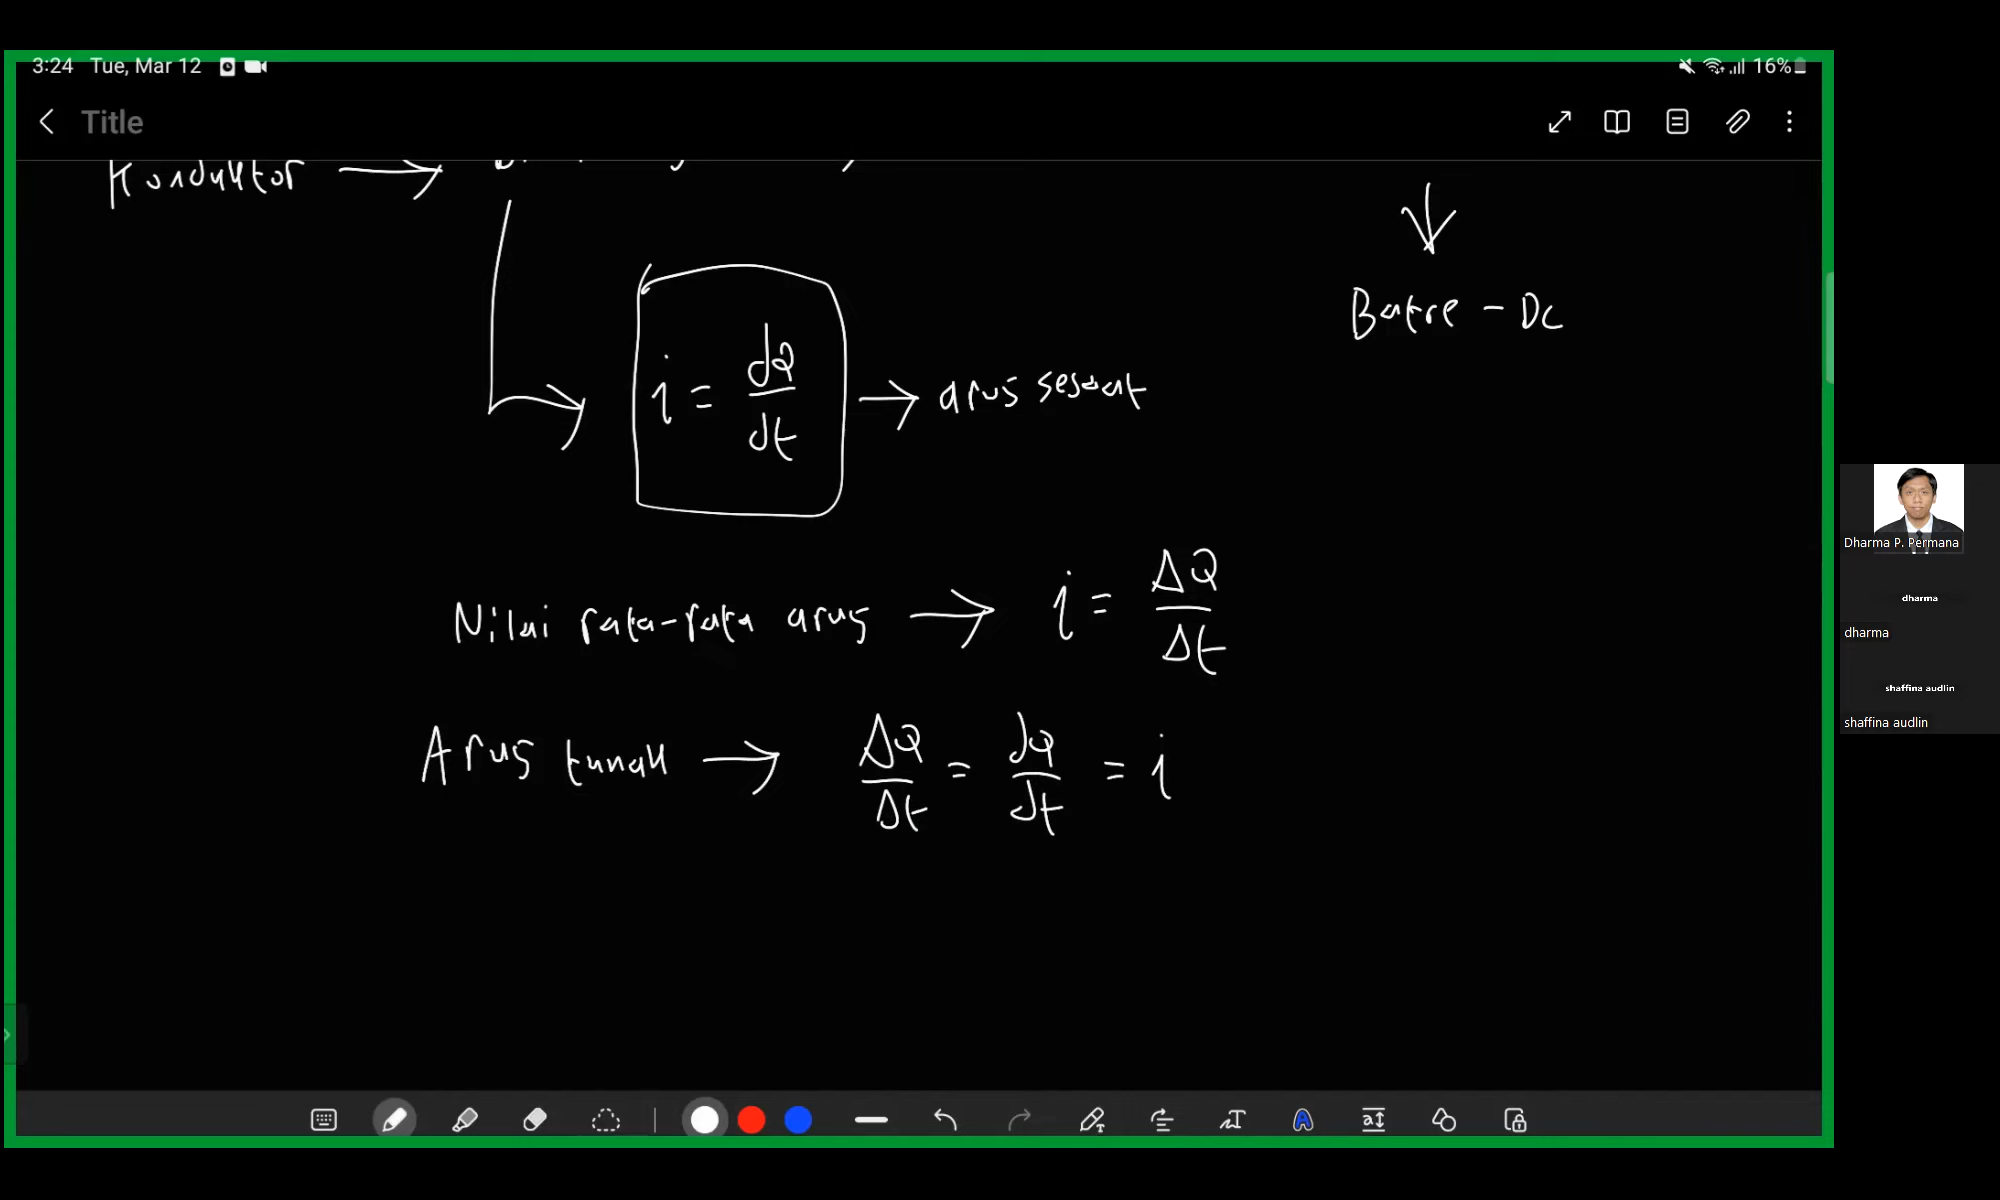 3:24 Tue, Mar 12 16%
Title
Konduktor →
Batre - DC
i = dQ/dt → arus sesaat
Nilai rata-rata arus → i = ΔQ/Δt
Arus tunak → ΔQ/Δt = dQ/dt = i
Dharma P. Permana
dharma
dharma
shaffina audlin
shaffina audlin